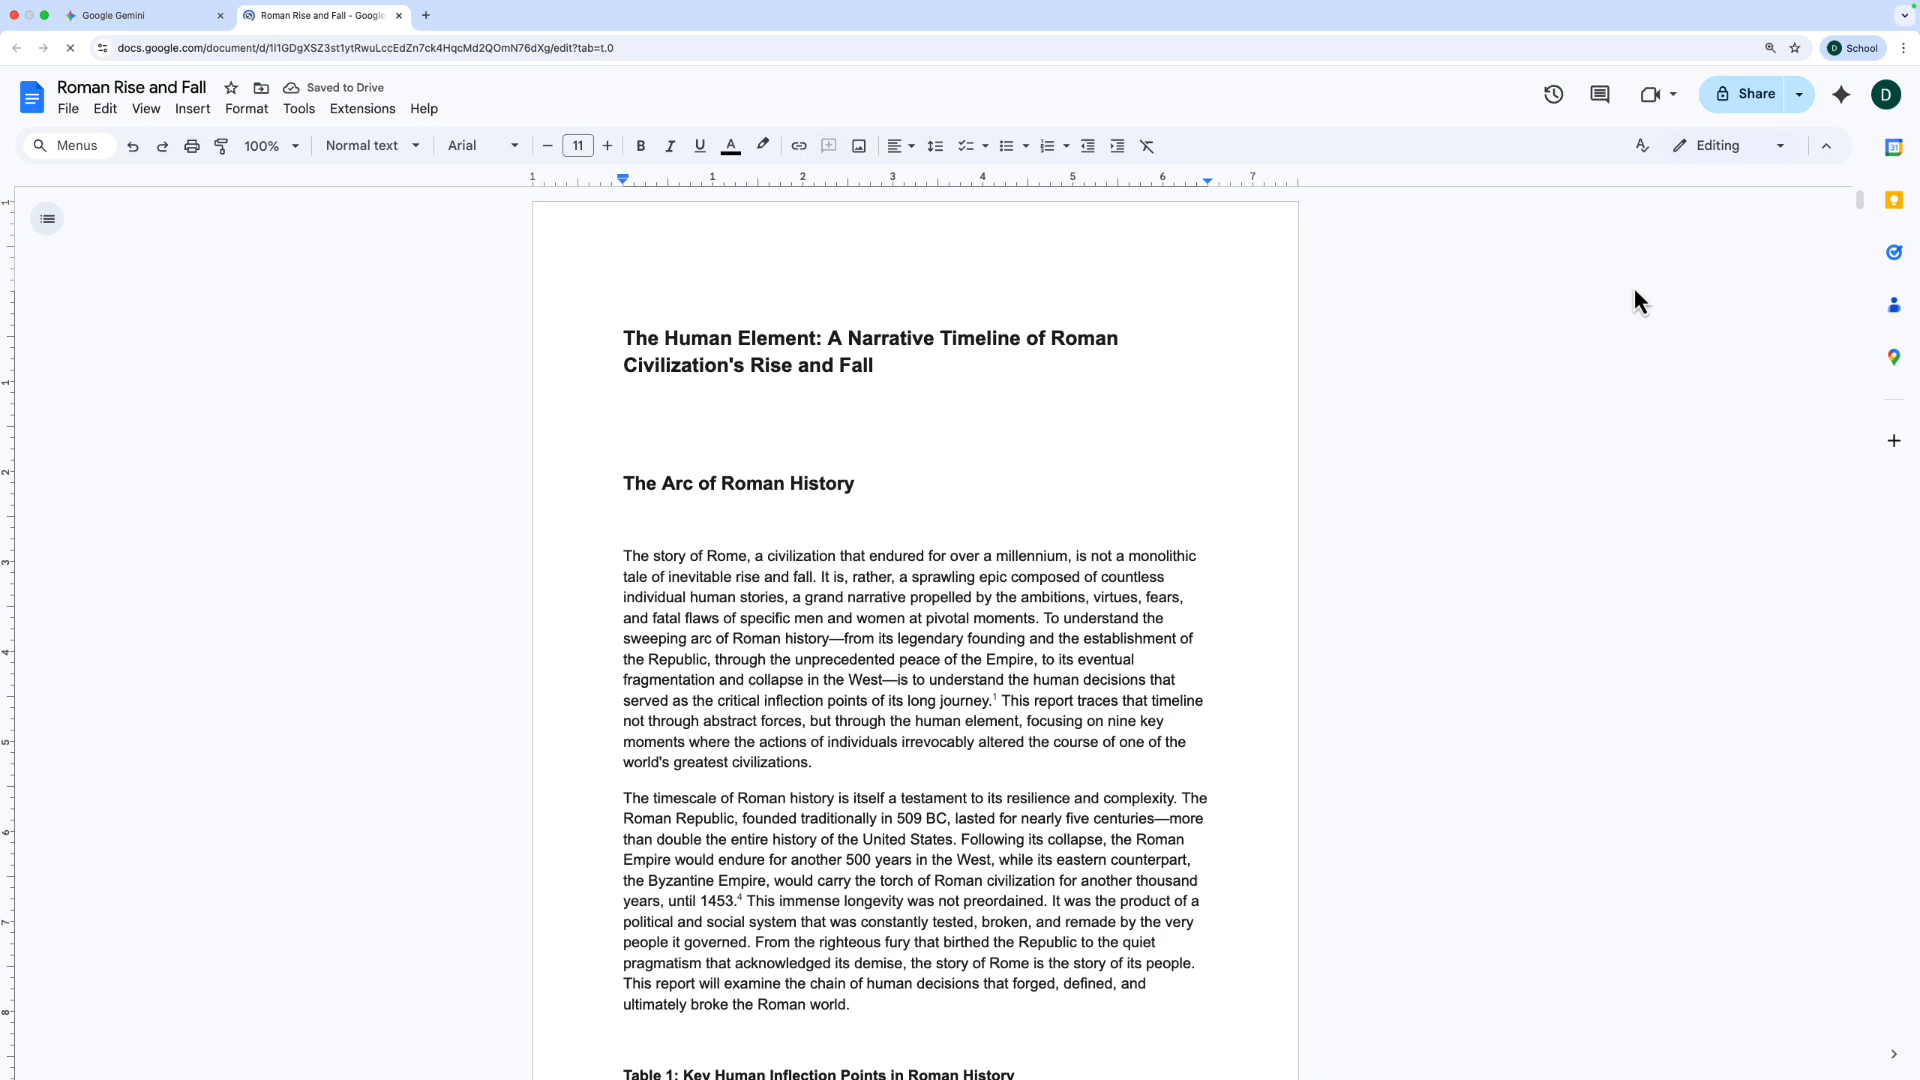 Google Gemini
Roman Rise and Fall - Google
docs.google.com/document/d/1I1GDgXSZ3st1ytRwuLccEdZn7ck4HqcMd2QOmN76dXg/edit?tab=t.0
D School
Roman Rise and Fall
Saved to Drive
File Edit View Insert Format Tools Extensions Help
Share
D
Menus
100%
Normal text
Arial
11
B I U A
Editing
31
1 1 2 3 4 5 6 7
1
1
2
3
4
5
6
7
8
The Human Element: A Narrative Timeline of Roman
Civilization's Rise and Fall
The Arc of Roman History
The story of Rome, a civilization that endured for over a millennium, is not a monolithic
tale of inevitable rise and fall. It is, rather, a sprawling epic composed of countless
individual human stories, a grand narrative propelled by the ambitions, virtues, fears,
and fatal flaws of specific men and women at pivotal moments. To understand the
sweeping arc of Roman history—from its legendary founding and the establishment of
the Republic, through the unprecedented peace of the Empire, to its eventual
fragmentation and collapse in the West—is to understand the human decisions that
served as the critical inflection points of its long journey.1 This report traces that timeline
not through abstract forces, but through the human element, focusing on nine key
moments where the actions of individuals irrevocably altered the course of one of the
world's greatest civilizations.
The timescale of Roman history is itself a testament to its resilience and complexity. The
Roman Republic, founded traditionally in 509 BC, lasted for nearly five centuries—more
than double the entire history of the United States. Following its collapse, the Roman
Empire would endure for another 500 years in the West, while its eastern counterpart,
the Byzantine Empire, would carry the torch of Roman civilization for another thousand
years, until 1453.4 This immense longevity was not preordained. It was the product of a
political and social system that was constantly tested, broken, and remade by the very
people it governed. From the righteous fury that birthed the Republic to the quiet
pragmatism that acknowledged its demise, the story of Rome is the story of its people.
This report will examine the chain of human decisions that forged, defined, and
ultimately broke the Roman world.
Table 1: Key Human Inflection Points in Roman History